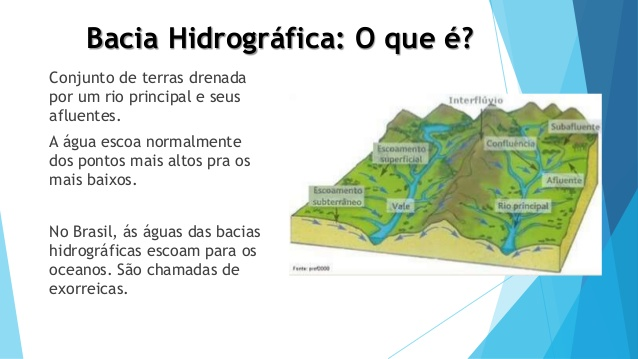 Bacia Hidrográfica: O que é?
Conjunto de terras drenada
por um rio principal e seus
afluentes.
A água escoa normalmente
dos pontos mais altos pra os
mais baixos.
No Brasil, ás águas das bacias
hidrográficas escoam para os
oceanos. São chamadas de
exorreicas.
Interflúvio
Subafluente
Escoamento
superficial
Confluência
Afluente
Escoamento
subterrâneo
Vale
Rio principal
Fonte: prof2000